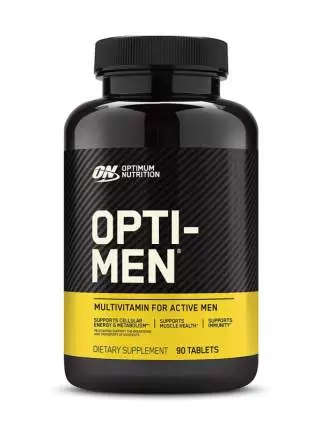 ON OPTIMUM
NUTRITION
OPTI-
MEN®
MULTIVITAMIN FOR ACTIVE MEN
SUPPORTS CELLULAR
ENERGY & METABOLISM**
SUPPORTS
MUSCLE HEALTH^
SUPPORTS
IMMUNITY^
DIETARY SUPPLEMENT 90 TABLETS